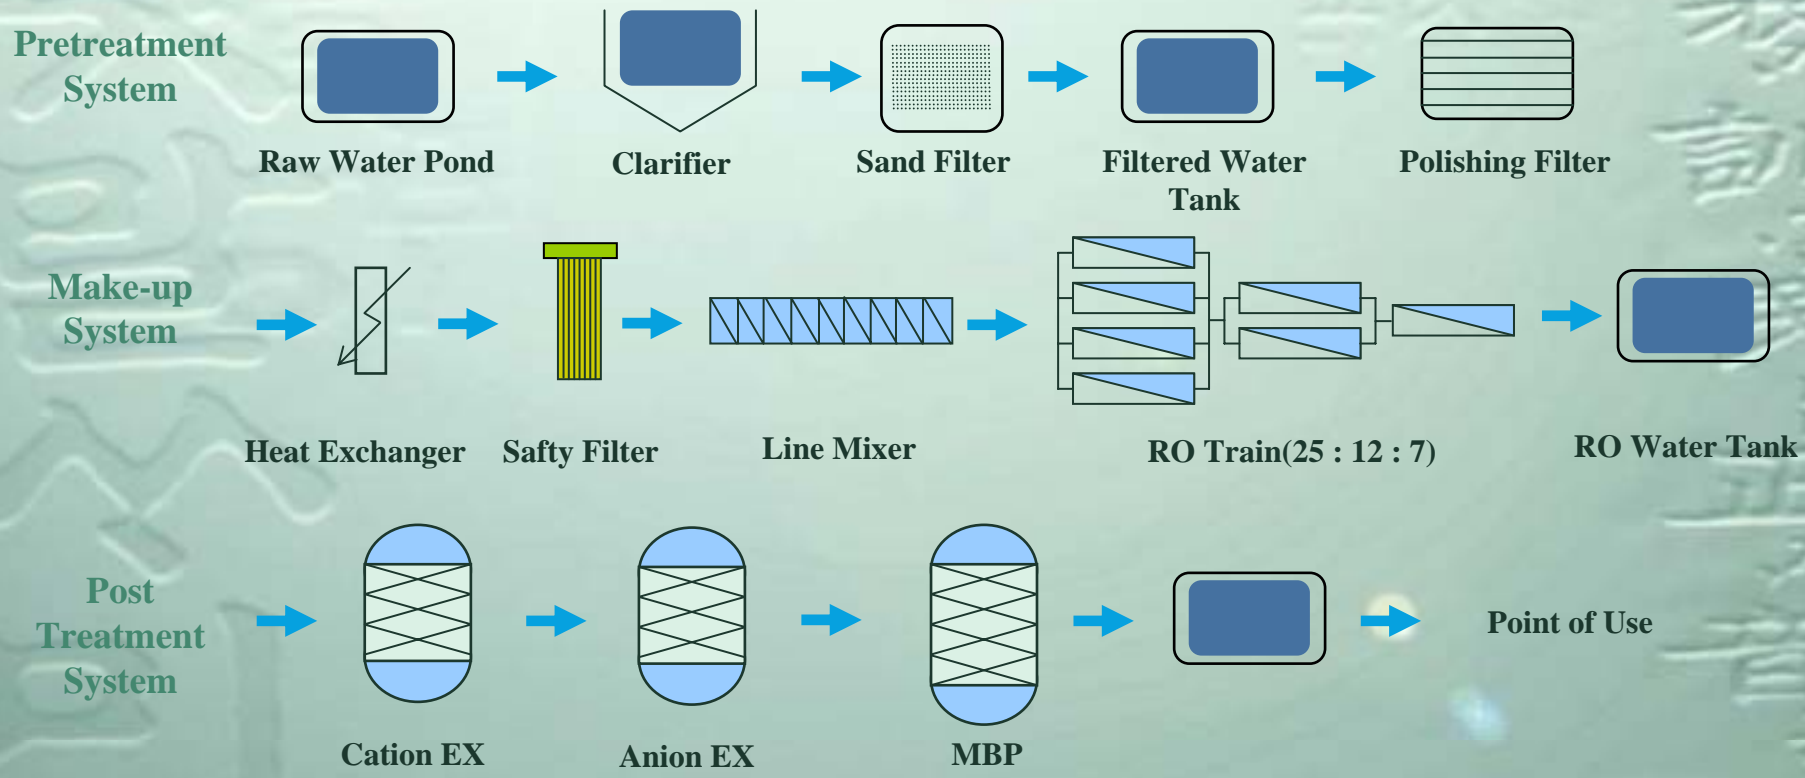 Pretreatment
System
Raw Water Pond
Clarifier
Sand Filter
Filtered Water
Tank
Polishing Filter
Make-up
System
Heat Exchanger
Safty Filter
Line Mixer
RO Train(25 : 12 : 7)
RO Water Tank
Post
Treatment
System
Cation EX
Anion EX
MBP
Point of Use